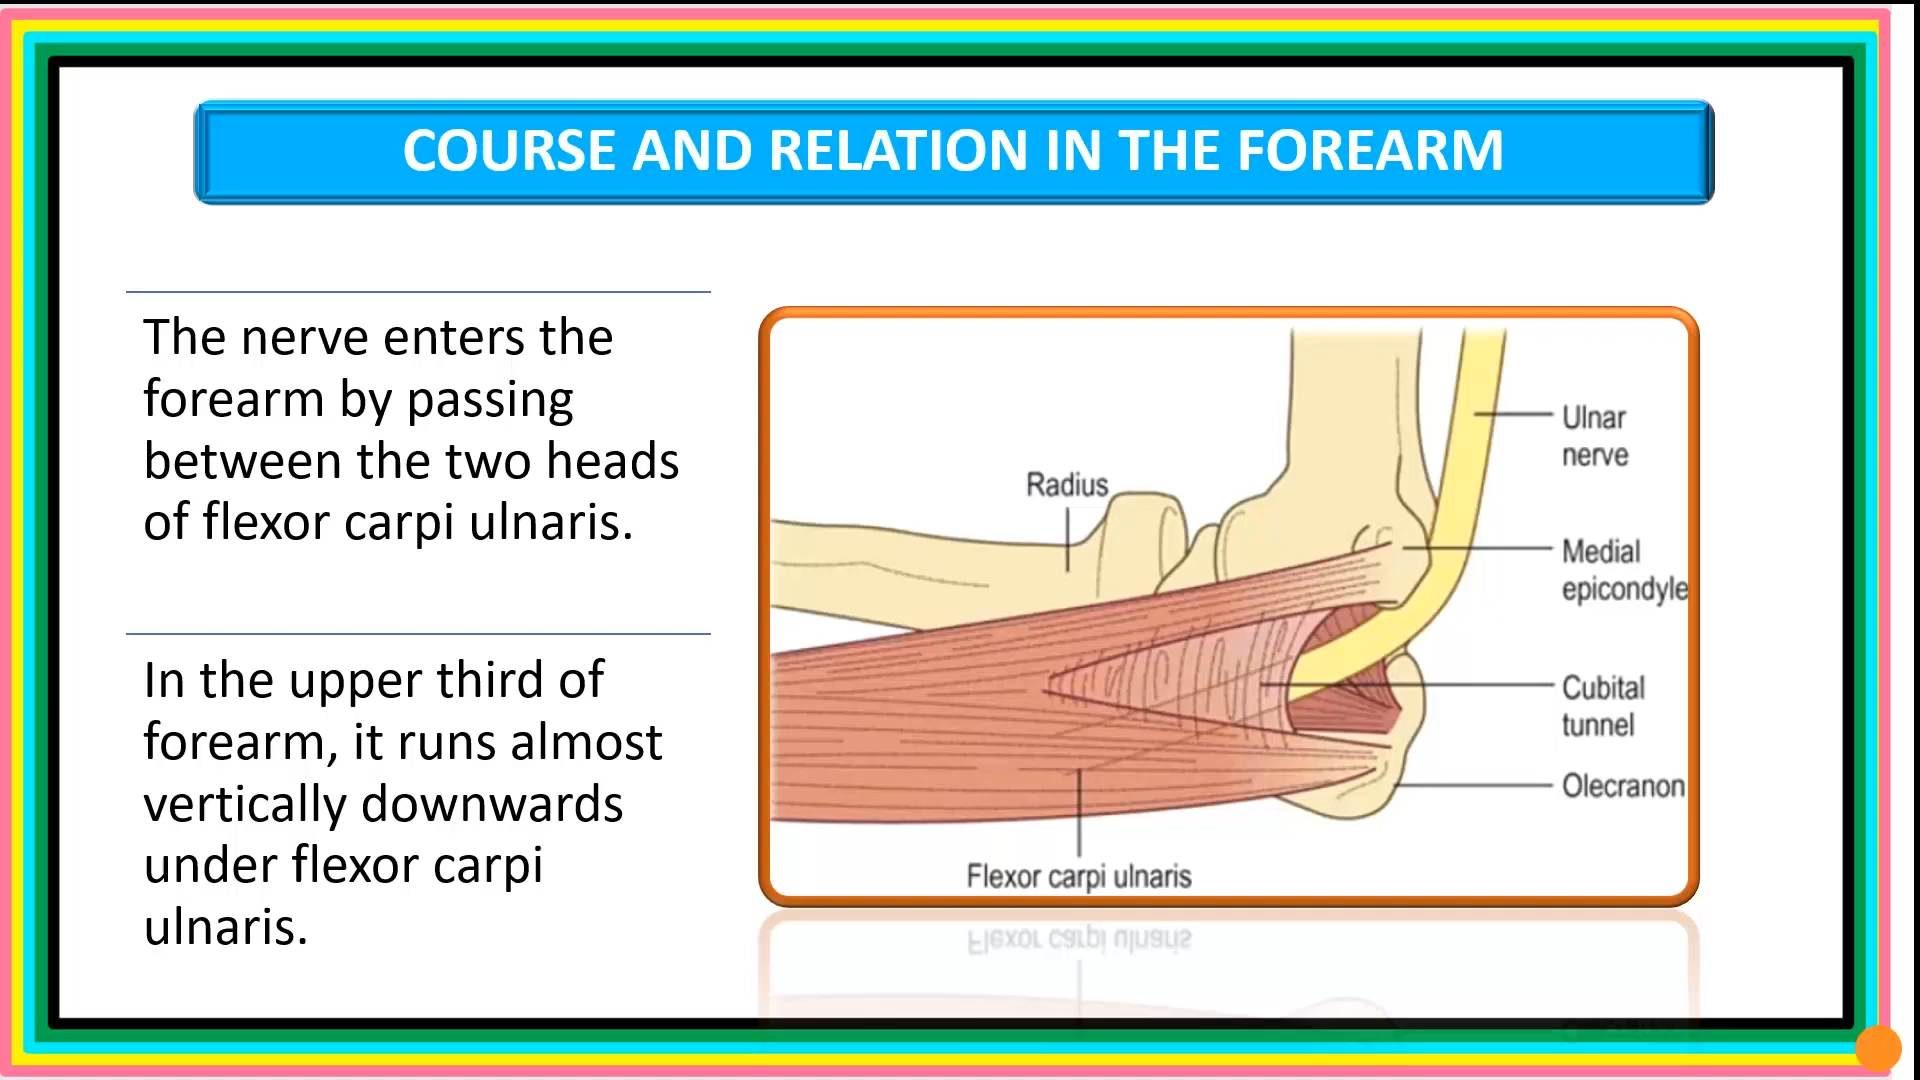 COURSE AND RELATION IN THE FOREARM
The nerve enters the
forearm by passing
between the two heads
of flexor carpi ulnaris.
In the upper third of
forearm, it runs almost
vertically downwards
under flexor carpi
ulnaris.
Radius
Ulnar
nerve
Medial
epicondyle
Cubital
tunnel
Olecranon
Flexor carpi ulnaris